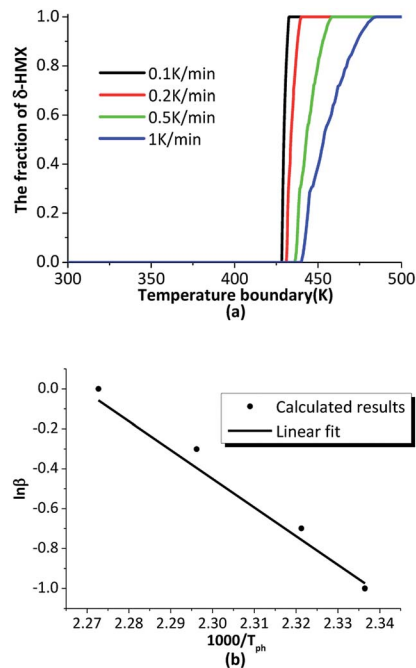 The fraction of δ-HMX
1.0
0.8
0.6
0.4
0.2
0.0
0.1K/min
0.2K/min
0.5K/min
1K/min
300 350 400 450 500
Temperature boundary(K)
(a)
lnβ
0.0
-0.2
-0.4
-0.6
-0.8
-1.0
Calculated results
Linear fit
2.27 2.28 2.29 2.30 2.31 2.32 2.33 2.34
1000/Tph
(b)